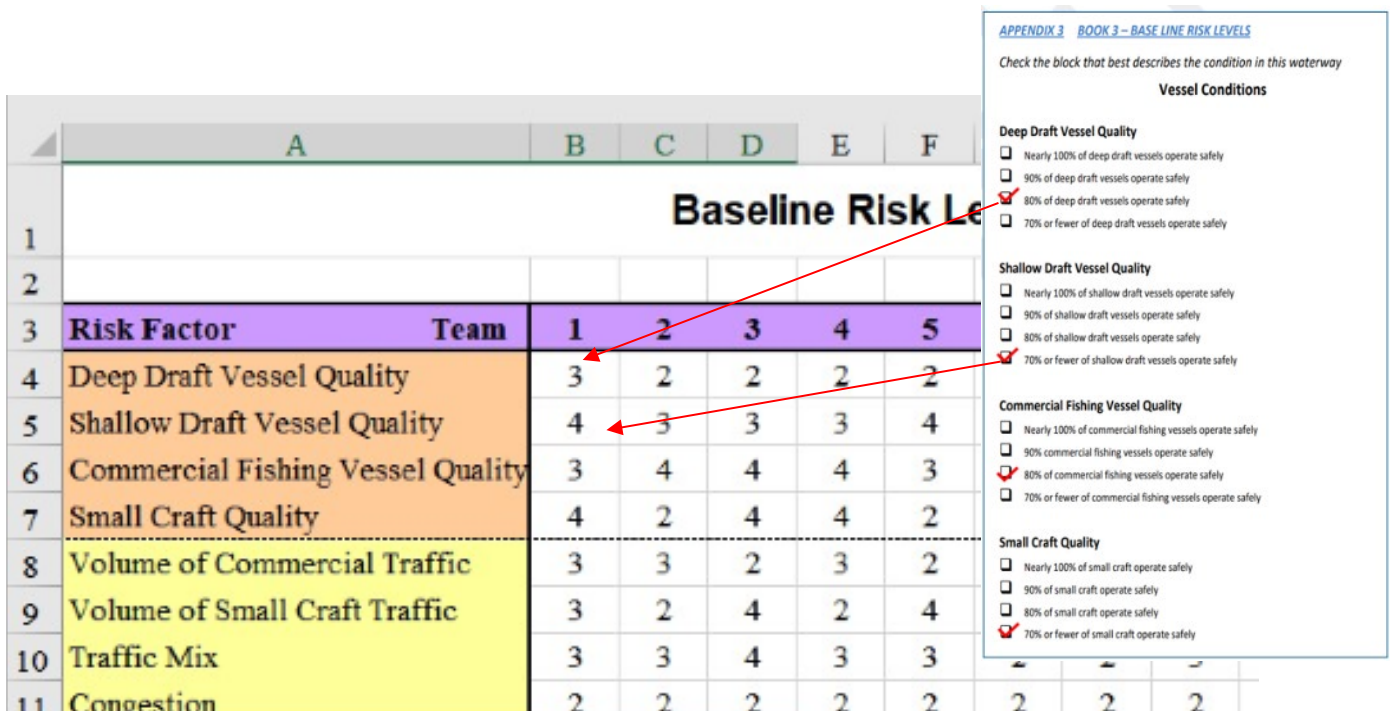 APPENDIX 3 BOOK 3 – BASE LINE RISK LEVELS
Check the block that best describes the condition in this waterway
Vessel Conditions
Deep Draft Vessel Quality
Nearly 100% of deep draft vessels operate safely
90% of deep draft vessels operate safely
80% of deep draft vessels operate safely
70% or fewer of deep draft vessels operate safely
Shallow Draft Vessel Quality
Nearly 100% of shallow draft vessels operate safely
90% of shallow draft vessels operate safely
80% of shallow draft vessels operate safely
70% or fewer of shallow draft vessels operate safely
Commercial Fishing Vessel Quality
Nearly 100% of commercial fishing vessels operate safely
90% commercial fishing vessels operate safely
80% of commercial fishing vessels operate safely
70% or fewer of commercial fishing vessels operate safely
Small Craft Quality
Nearly 100% of small craft operate safely
90% of small craft operate safely
80% of small craft operate safely
70% or fewer of small craft operate safely
A B C D E F
1 Baseline Risk
2
3 Risk Factor Team 1 2 3 4 5
4 Deep Draft Vessel Quality 3 2 2 2 2
5 Shallow Draft Vessel Quality 4 3 3 3 4
6 Commercial Fishing Vessel Quality 3 4 4 4 3
7 Small Craft Quality 4 2 4 4 2
8 Volume of Commercial Traffic 3 3 2 3 2
9 Volume of Small Craft Traffic 3 2 4 2 4
10 Traffic Mix 3 3 4 3 3
11 Congestion 2 2 2 2 2 2 2 2